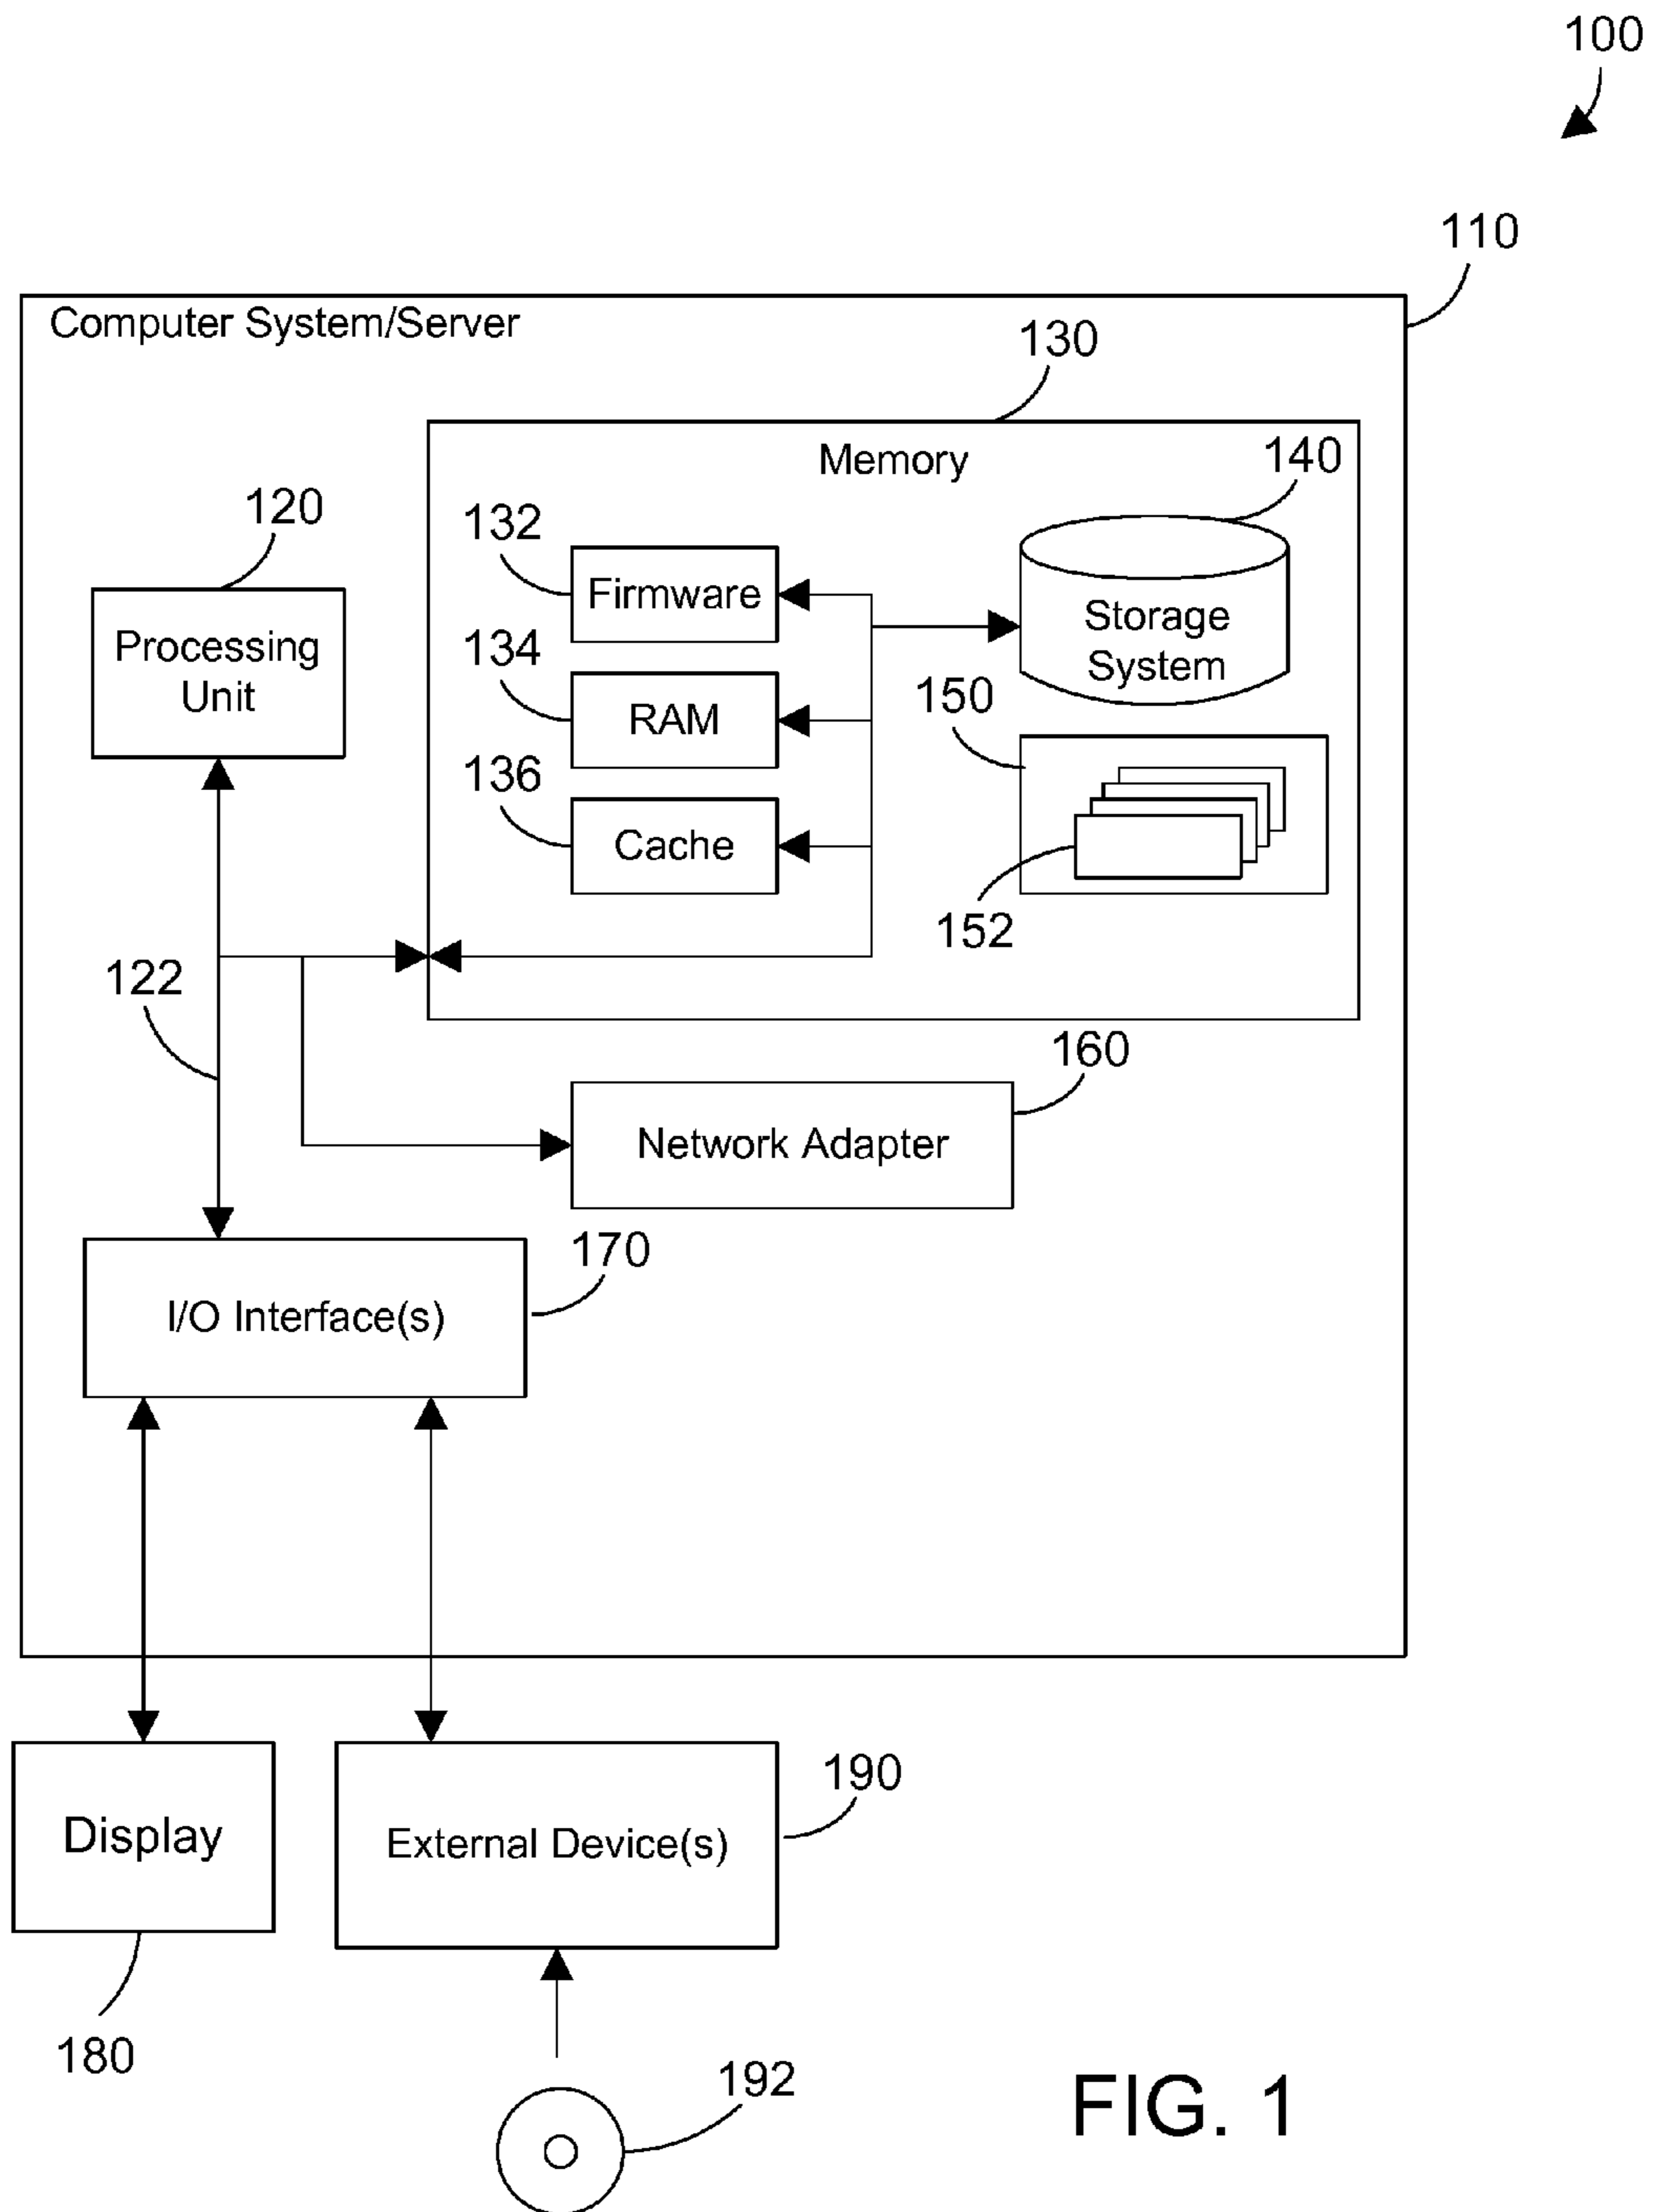 100
110
Computer System/Server
130
Memory
140
120
132
Firmware
Processing
Unit
134
RAM
Storage
System
150
136
Cache
152
122
160
Network Adapter
170
I/O Interface(s)
190
Display
External Device(s)
180
192
FIG. 1